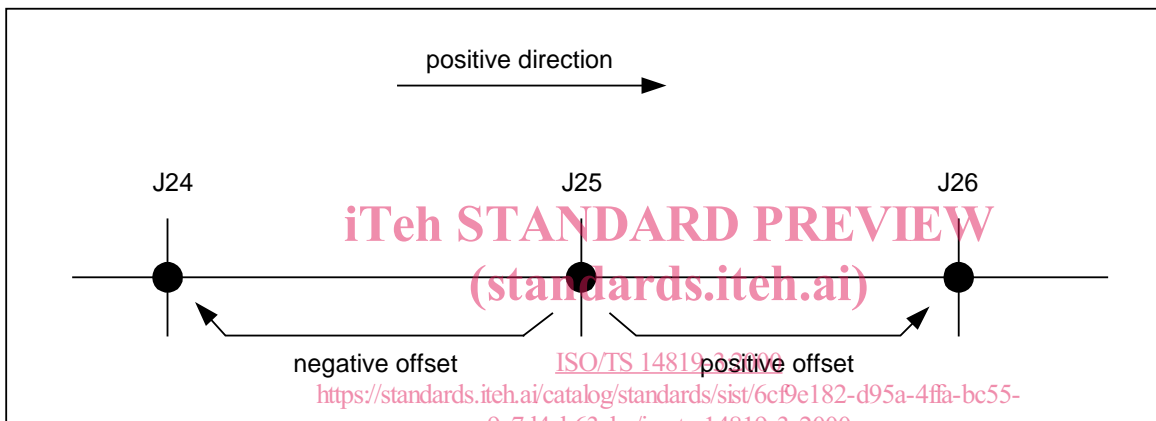 positive direction
J24 J25 J26
iTeh STANDARD PREVIEW
(standards.iteh.ai)
negative offset ISO/TS 14819-3:2000 positive offset
https://standards.iteh.ai/catalog/standards/sist/6cf9e182-d95a-4ffa-bc55-